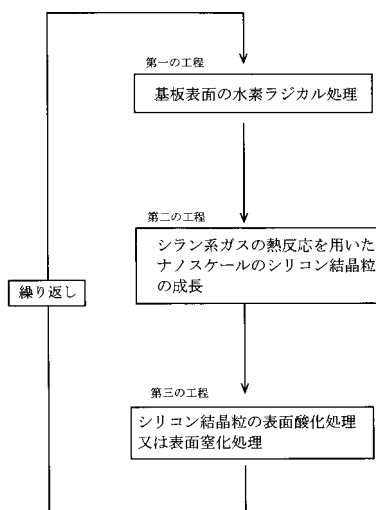 第一の工程
基板表面の水素ラジカル処理
第二の工程
シラン系ガスの熱反応を用いた
ナノスケールのシリコン結晶粒
の成長
繰り返し
第三の工程
シリコン結晶粒の表面酸化処理
又は表面窒化処理